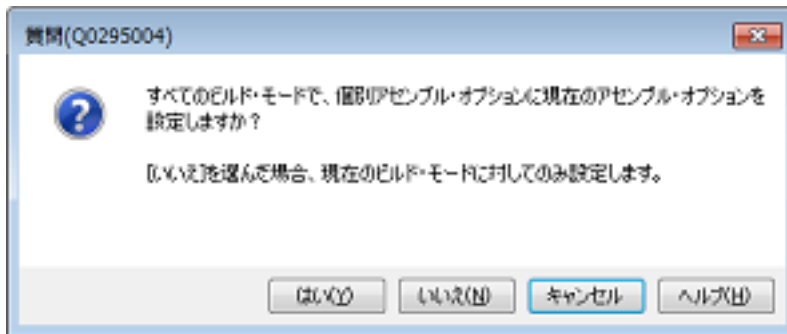 質問(Q0295004)
すべてのビルド・モードで、個別アセンブル・オプションに現在のアセンブル・オプションを
設定しますか？
[いいえ]を選んだ場合、現在のビルド・モードに対してのみ設定します。
はい(Y)
いいえ(N)
キャンセル
ヘルプ(H)